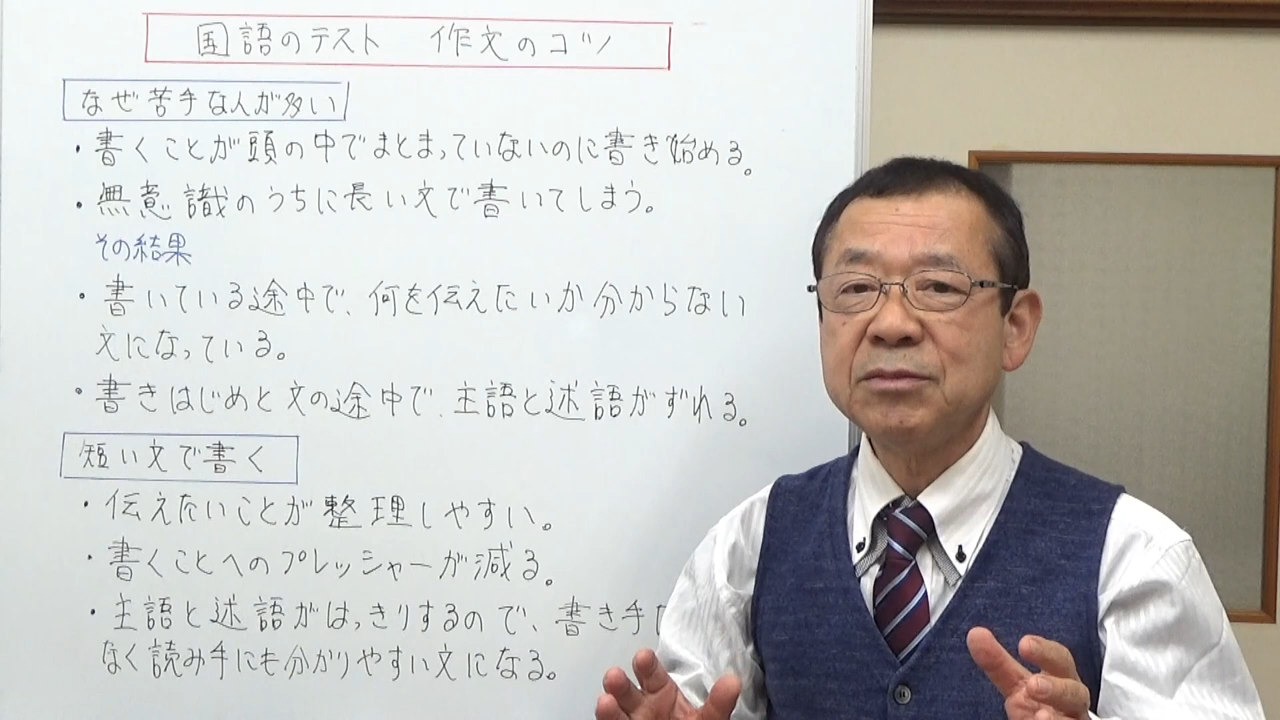 国語のテスト 作文のコツ
なぜ苦手な人が多い
・書くことが頭の中でまとまっていないのに書き始める。
・無意識のうちに長い文で書いてしまう。
その結果
・書いている途中で、何を伝えたいか分からない
文になっている。
・書きはじめと文の途中で、主語と述語がずれる。
短い文で書く
・伝えたいことが整理しやすい。
・書くことへのプレッシャーが減る。
・主語と述語がはっきりするので、書き手
なく読み手にも分かりやすい文になる。